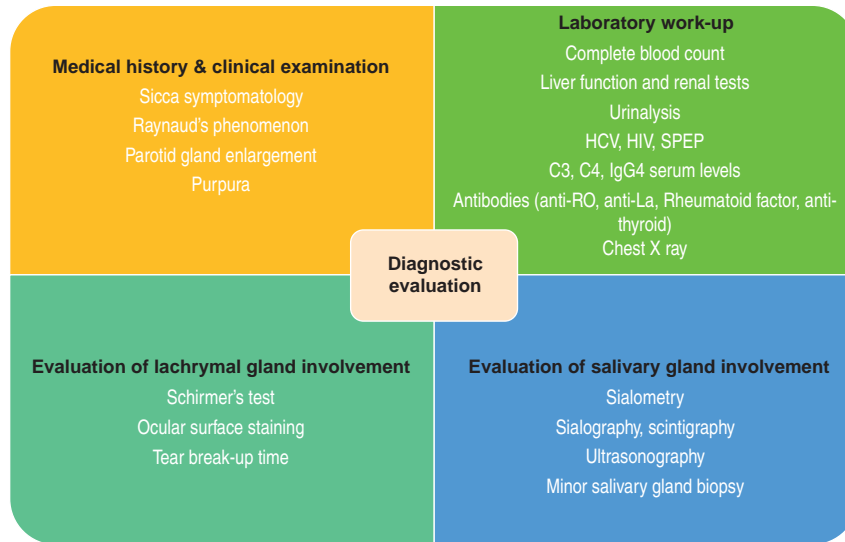 Medical history & clinical examination
Sicca symptomatology
Raynaud's phenomenon
Parotid gland enlargement
Purpura
Laboratory work-up
Complete blood count
Liver function and renal tests
Urinalysis
HCV, HIV, SPEP
C3, C4, IgG4 serum levels
Antibodies (anti-RO, anti-La, Rheumatoid factor, anti-
thyroid)
Chest X ray
Diagnostic
evaluation
Evaluation of lachrymal gland involvement
Schirmer's test
Ocular surface staining
Tear break-up time
Evaluation of salivary gland involvement
Sialometry
Sialography, scintigraphy
Ultrasonography
Minor salivary gland biopsy